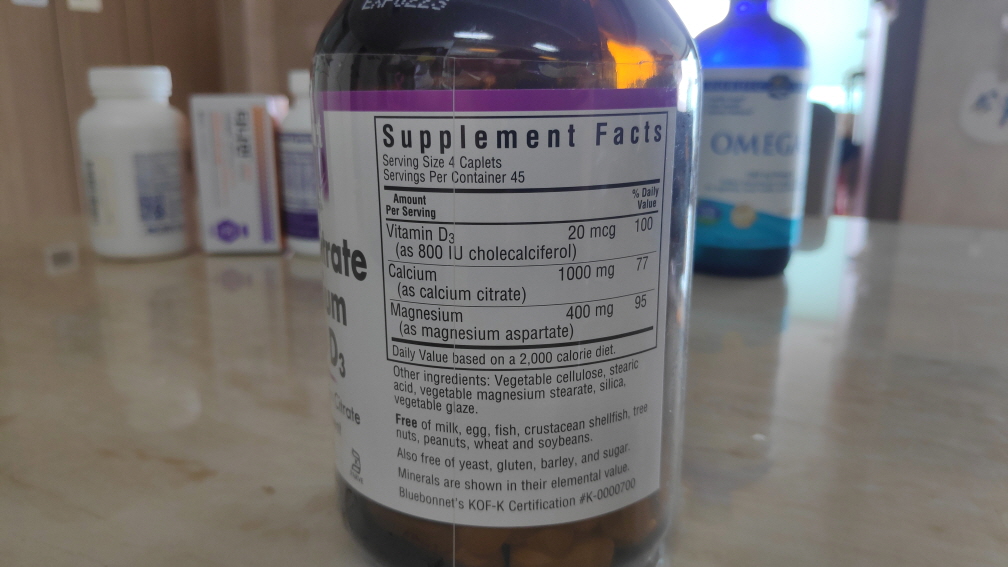 EXP0223
Supplement Facts
Serving Size 4 Caplets
Servings Per Container 45
Amount
Per Serving
% Daily
Value
Vitamin D3 20 mcg 100
(as 800 IU cholecalciferol)
Calcium 1000 mg 77
(as calcium citrate)
Magnesium 400 mg 95
(as magnesium aspartate)
Daily Value based on a 2,000 calorie diet.
Other ingredients: Vegetable cellulose, stearic
acid, vegetable magnesium stearate, silica,
vegetable glaze.
Free of milk, egg, fish, crustacean shellfish, tree
nuts, peanuts, wheat and soybeans.
Also free of yeast, gluten, barley, and sugar.
Minerals are shown in their elemental value.
Bluebonnet's KOF-K Certification #K-0000700
trate
um
D3
Citrate
OMEGA